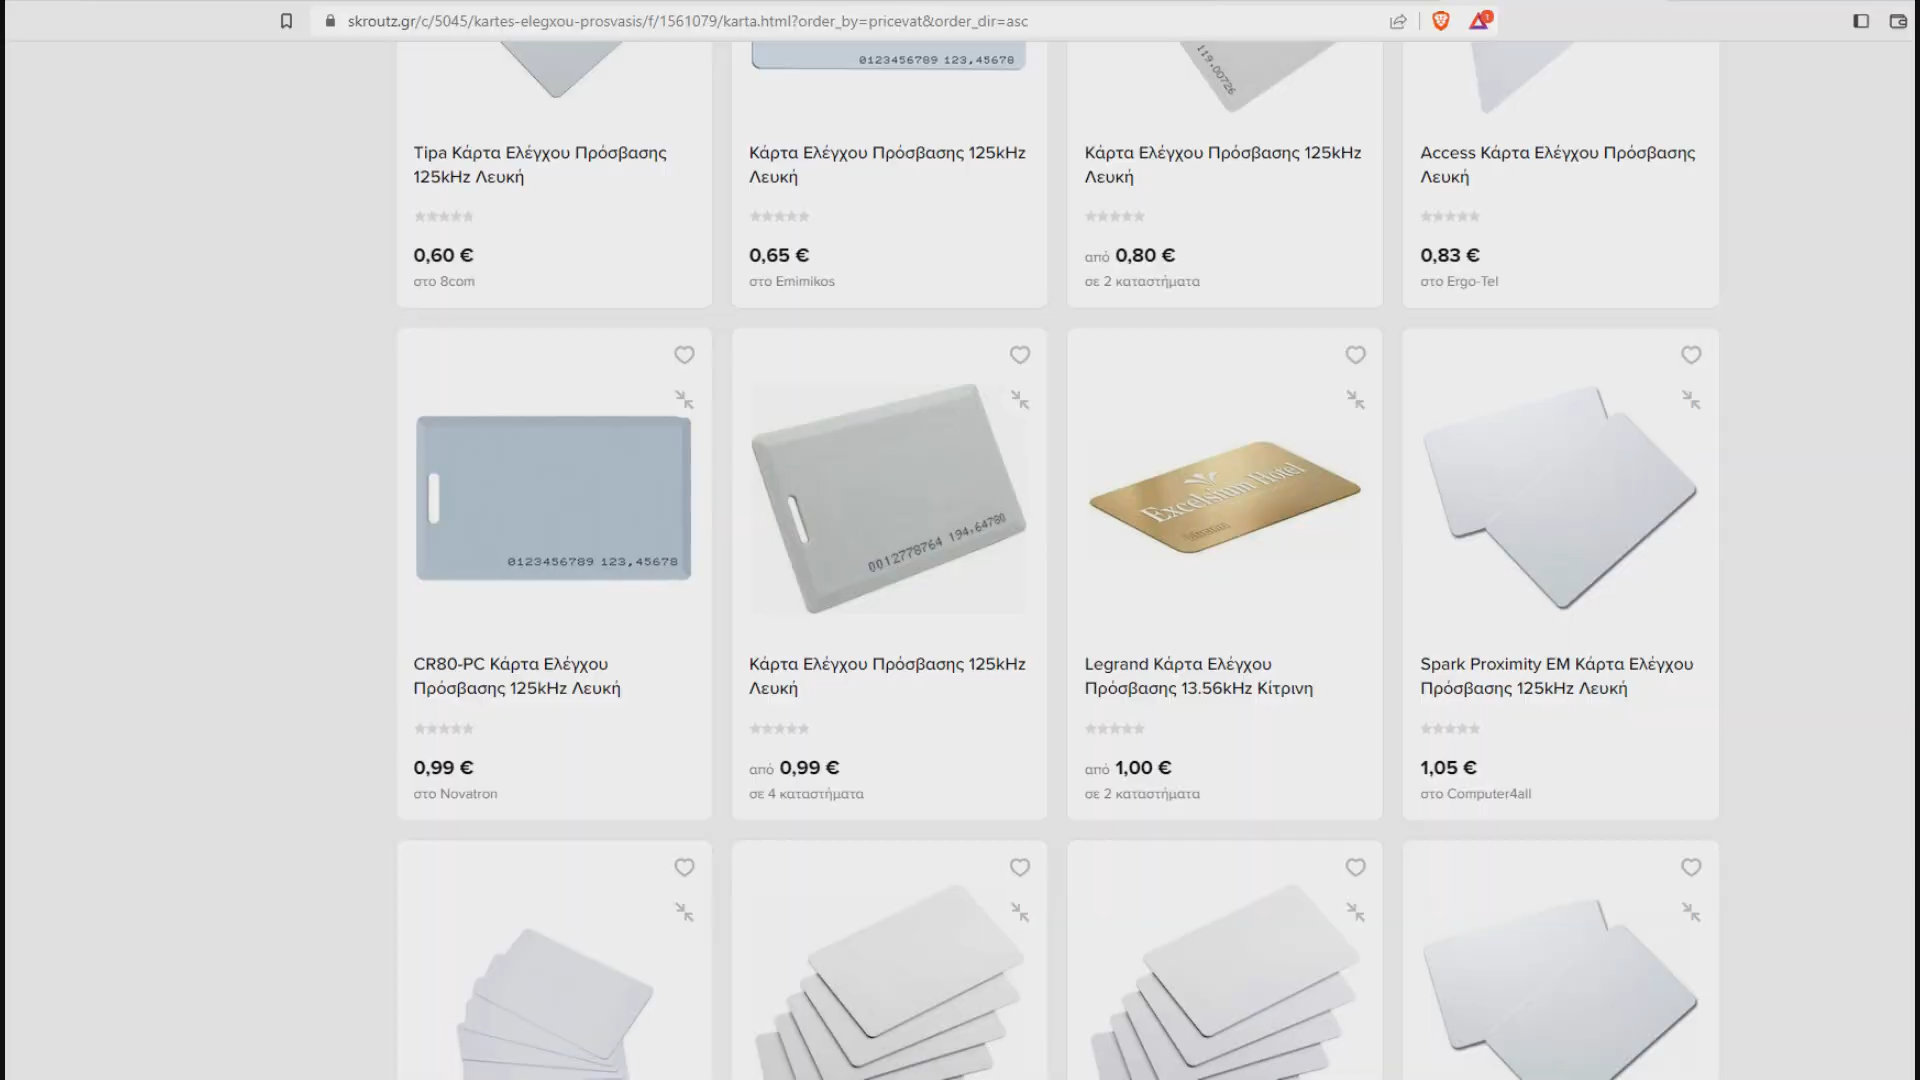 skroutz.gr/c/5045/kartes-elegxou-prosvasis/f/1561079/karta.html?order_by=pricevat&order_dir=asc
1
0123456789 123,45678
119.00726
Tipa Κάρτα Ελέγχου Πρόσβασης
125kHz Λευκή
0,60 €
στο 8com
Κάρτα Ελέγχου Πρόσβασης 125kHz
Λευκή
0,65 €
στο Emimikos
Κάρτα Ελέγχου Πρόσβασης 125kHz
Λευκή
από 0,80 €
σε 2 καταστήματα
Access Κάρτα Ελέγχου Πρόσβασης
Λευκή
0,83 €
στο Ergo-Tel
0123456789 123,45678
CR80-PC Κάρτα Ελέγχου
Πρόσβασης 125kHz Λευκή
0,99 €
στο Novatron
0012778764 194,64780
Κάρτα Ελέγχου Πρόσβασης 125kHz
Λευκή
από 0,99 €
σε 4 καταστήματα
Excelsium Hotel
Legrand Κάρτα Ελέγχου
Πρόσβασης 13.56kHz Κίτρινη
από 1,00 €
σε 2 καταστήματα
Spark Proximity EM Κάρτα Ελέγχου
Πρόσβασης 125kHz Λευκή
1,05 €
στο Computer4all